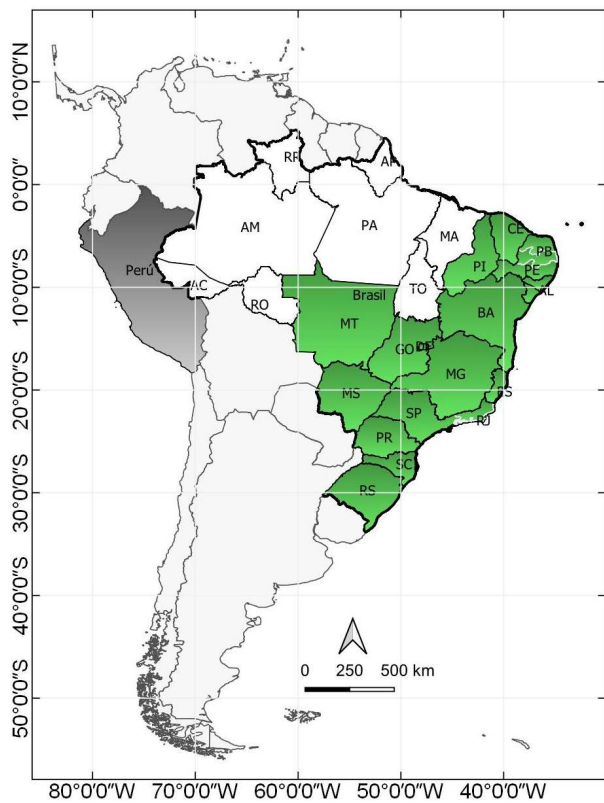 10°0'0"N
0°0'0"
10°0'0"S
20°0'0"S
30°0'0"S
40°0'0"S
50°0'0"S
RR
AP
AM
PA
MA
CE
PB
PI
PE
Perú
AC
AL
TO
Brasil
RO
BA
MT
GO
DF
MG
MS
ES
SP
RJ
PR
SC
RS
0 250 500 km
80°0'0"W 70°0'0"W 60°0'0"W 50°0'0"W 40°0'0"W